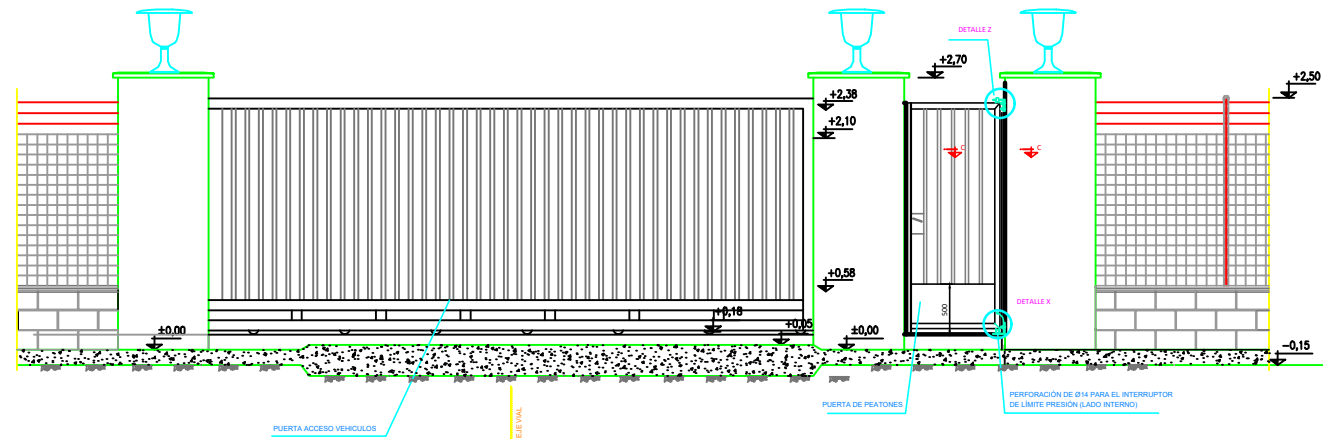 DETALLE Z
+2,70
+2,50
+2,38
+2,10
C
C
+0,58
500
DETALLE X
+0,18
+0,05
±0,00
±0,00
-0,15
PUERTA ACCESO VEHICULOS
EJE VIAL
PUERTA DE PEATONES
PERFORACIÓN DE Ø14 PARA EL INTERRUPTOR
DE LÍMITE PRESIÓN (LADO INTERNO)